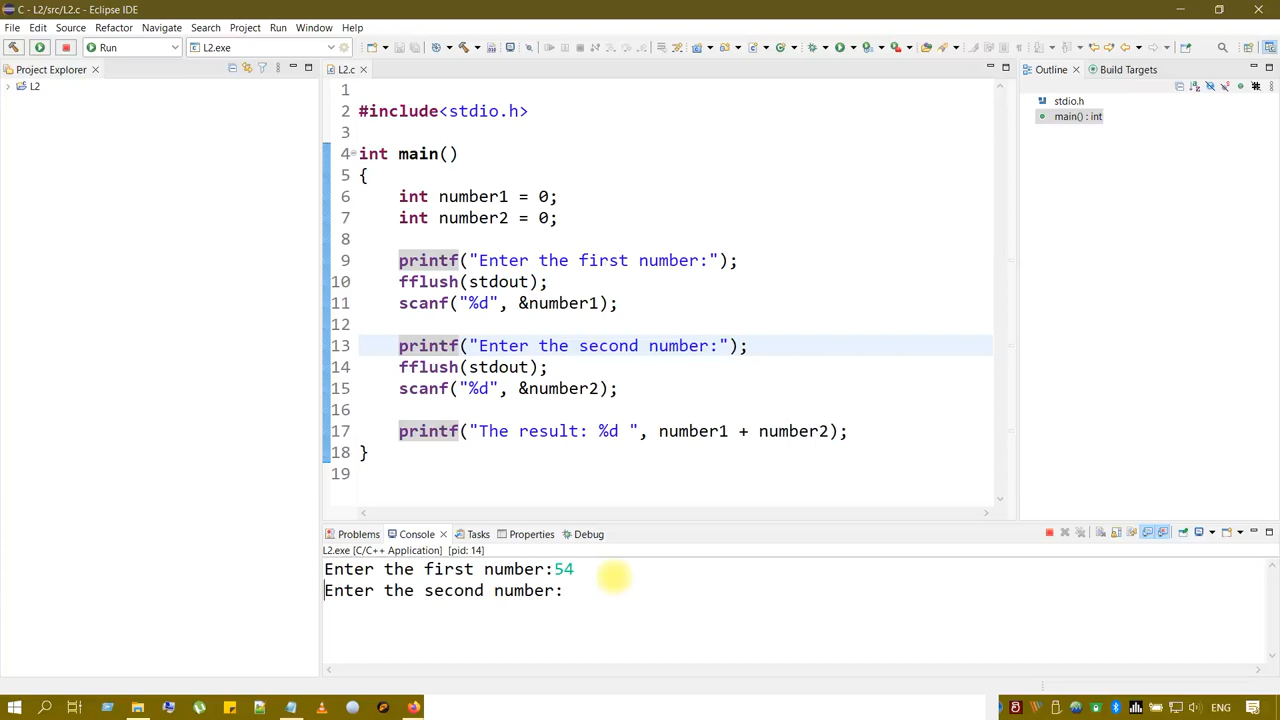 C - L2/src/L2.c - Eclipse IDE
File Edit Source Refactor Navigate Search Project Run Window Help
Run L2.exe
Project Explorer
L2
L2.c
1
2 #include<stdio.h>
3
4 int main()
5 {
6 int number1 = 0;
7 int number2 = 0;
8
9 printf("Enter the first number:");
10 fflush(stdout);
11 scanf("%d", &number1);
12
13 printf("Enter the second number:");
14 fflush(stdout);
15 scanf("%d", &number2);
16
17 printf("The result: %d ", number1 + number2);
18 }
19
Outline Build Targets
stdio.h
main() : int
Problems Console Tasks Properties Debug
L2.exe [C/C++ Application] [pid: 14]
Enter the first number:54
Enter the second number:
ENG